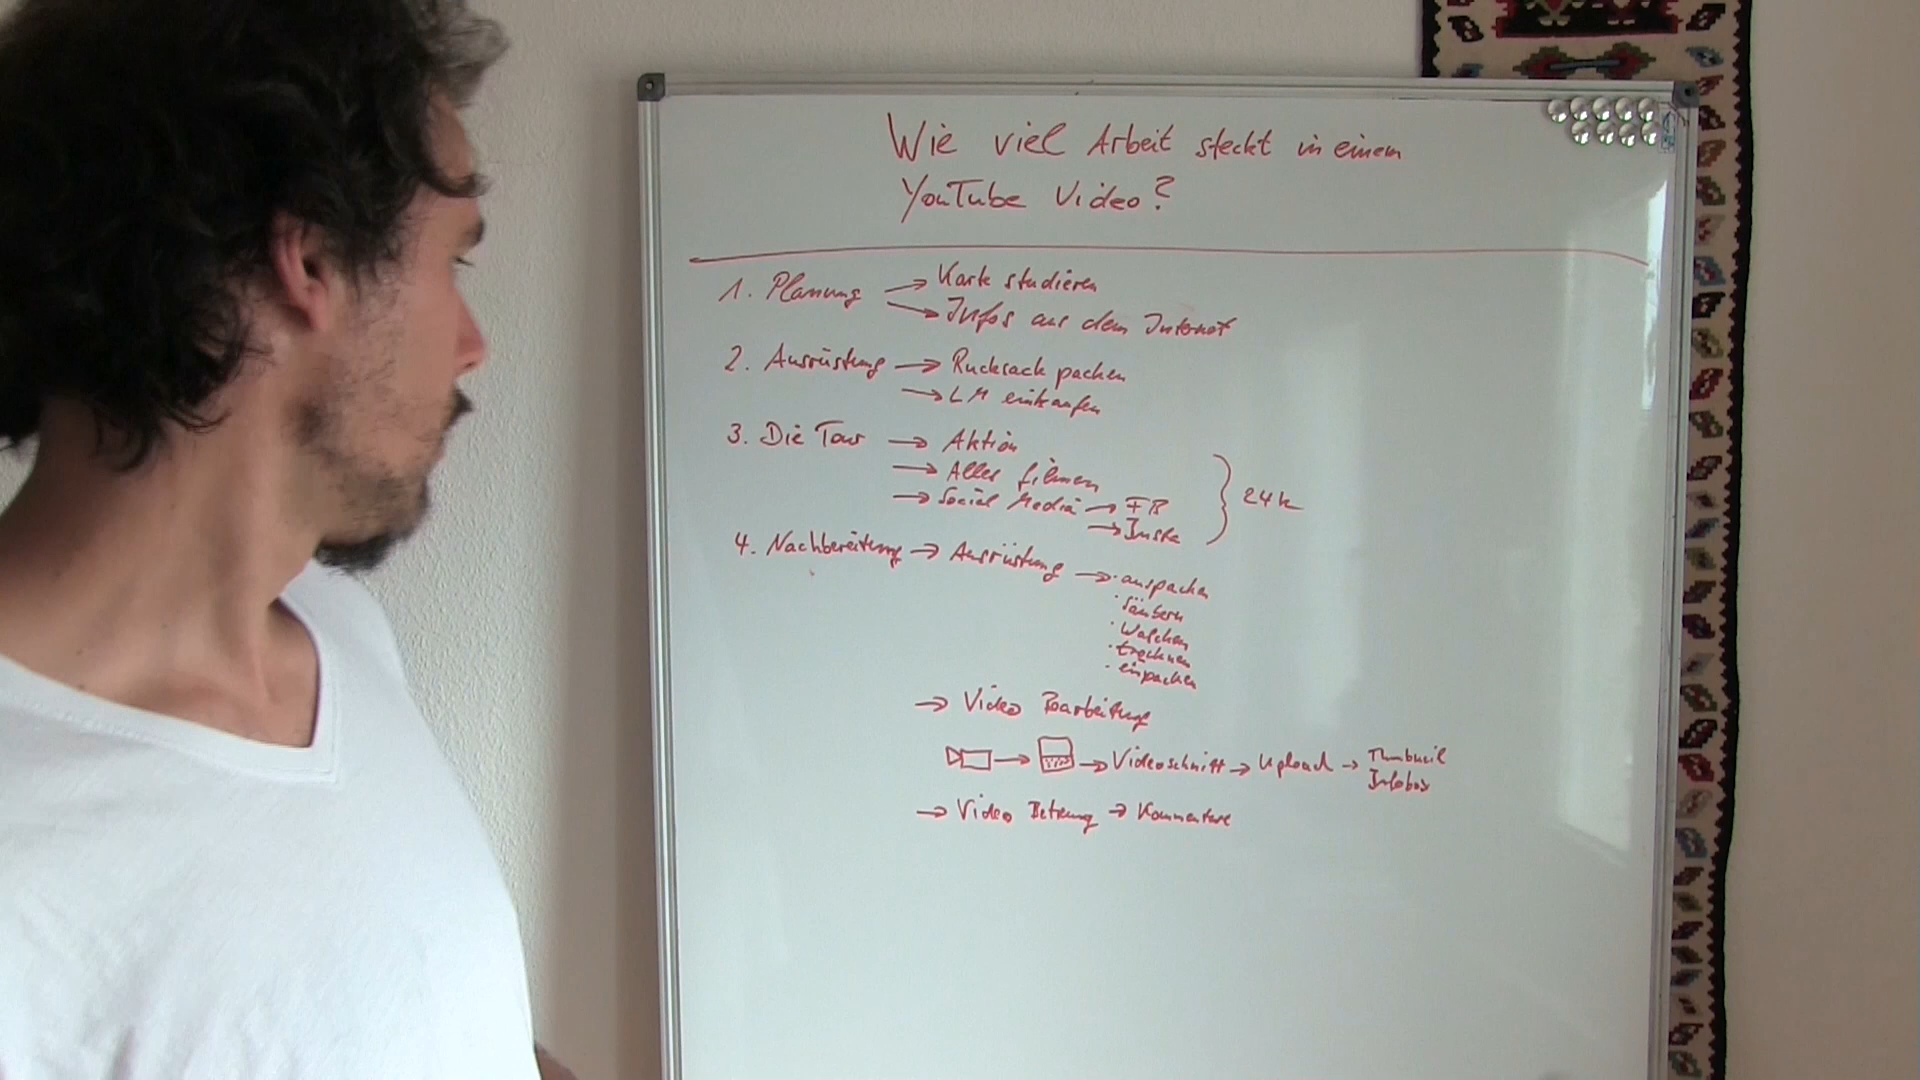 Wie viel Arbeit steckt in einem
YouTube Video?
1. Planung → Karte studieren
→ Infos aus dem Internet
2. Ausrüstung → Rucksack packen
→ LM einkaufen
3. Die Tour → Aktion
→ Alles filmen
→ Social Media → FB
→ Insta
24h
4. Nachbereitung → Ausrüstung → · auspacken
· säubern
· waschen
· trocknen
· einpacken
→ Video Bearbeitung
→ → Videoschnitt → Upload → Thumbnail
Infobox
→ Video Betreuung → Kommentare